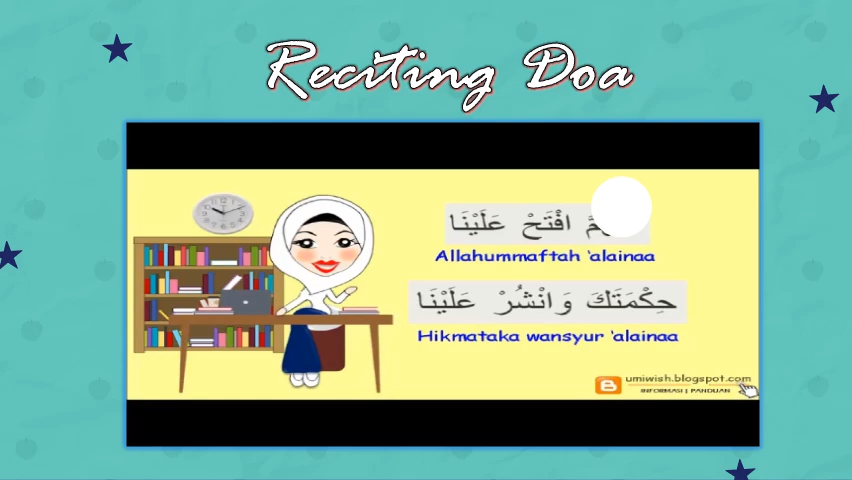 Reciting Doa
افْتَحْ عَلَيْنَا
Allahummaftah 'alainaa
حِكْمَتَكَ وَانْشُرْ عَلَيْنَا
Hikmataka wansyur 'alainaa
umiwish.blogspot.com
INFORMASI | PANDUAN